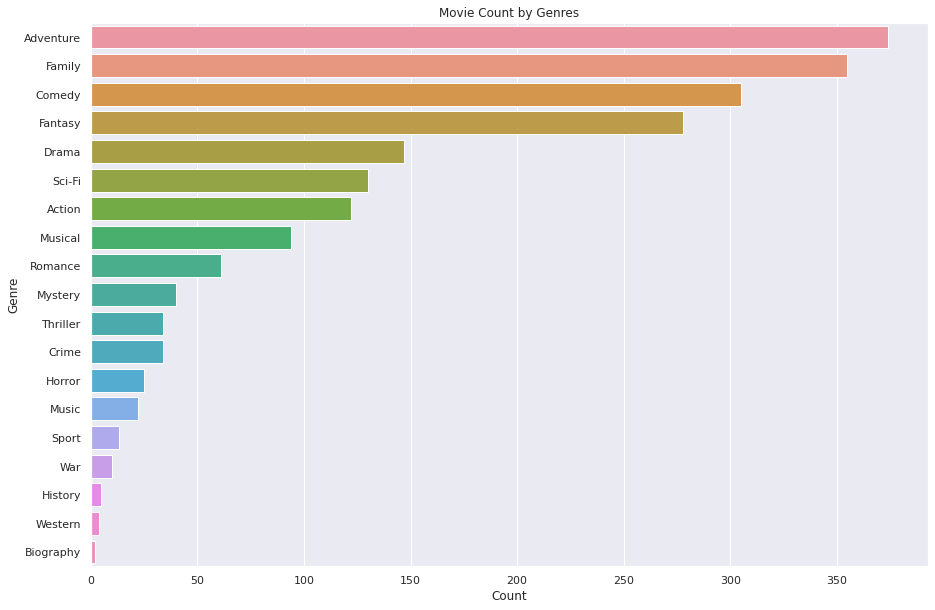 Movie Count by Genres
Genre
Adventure
Family
Comedy
Fantasy
Drama
Sci-Fi
Action
Musical
Romance
Mystery
Thriller
Crime
Horror
Music
Sport
War
History
Western
Biography
0 50 100 150 200 250 300 350
Count